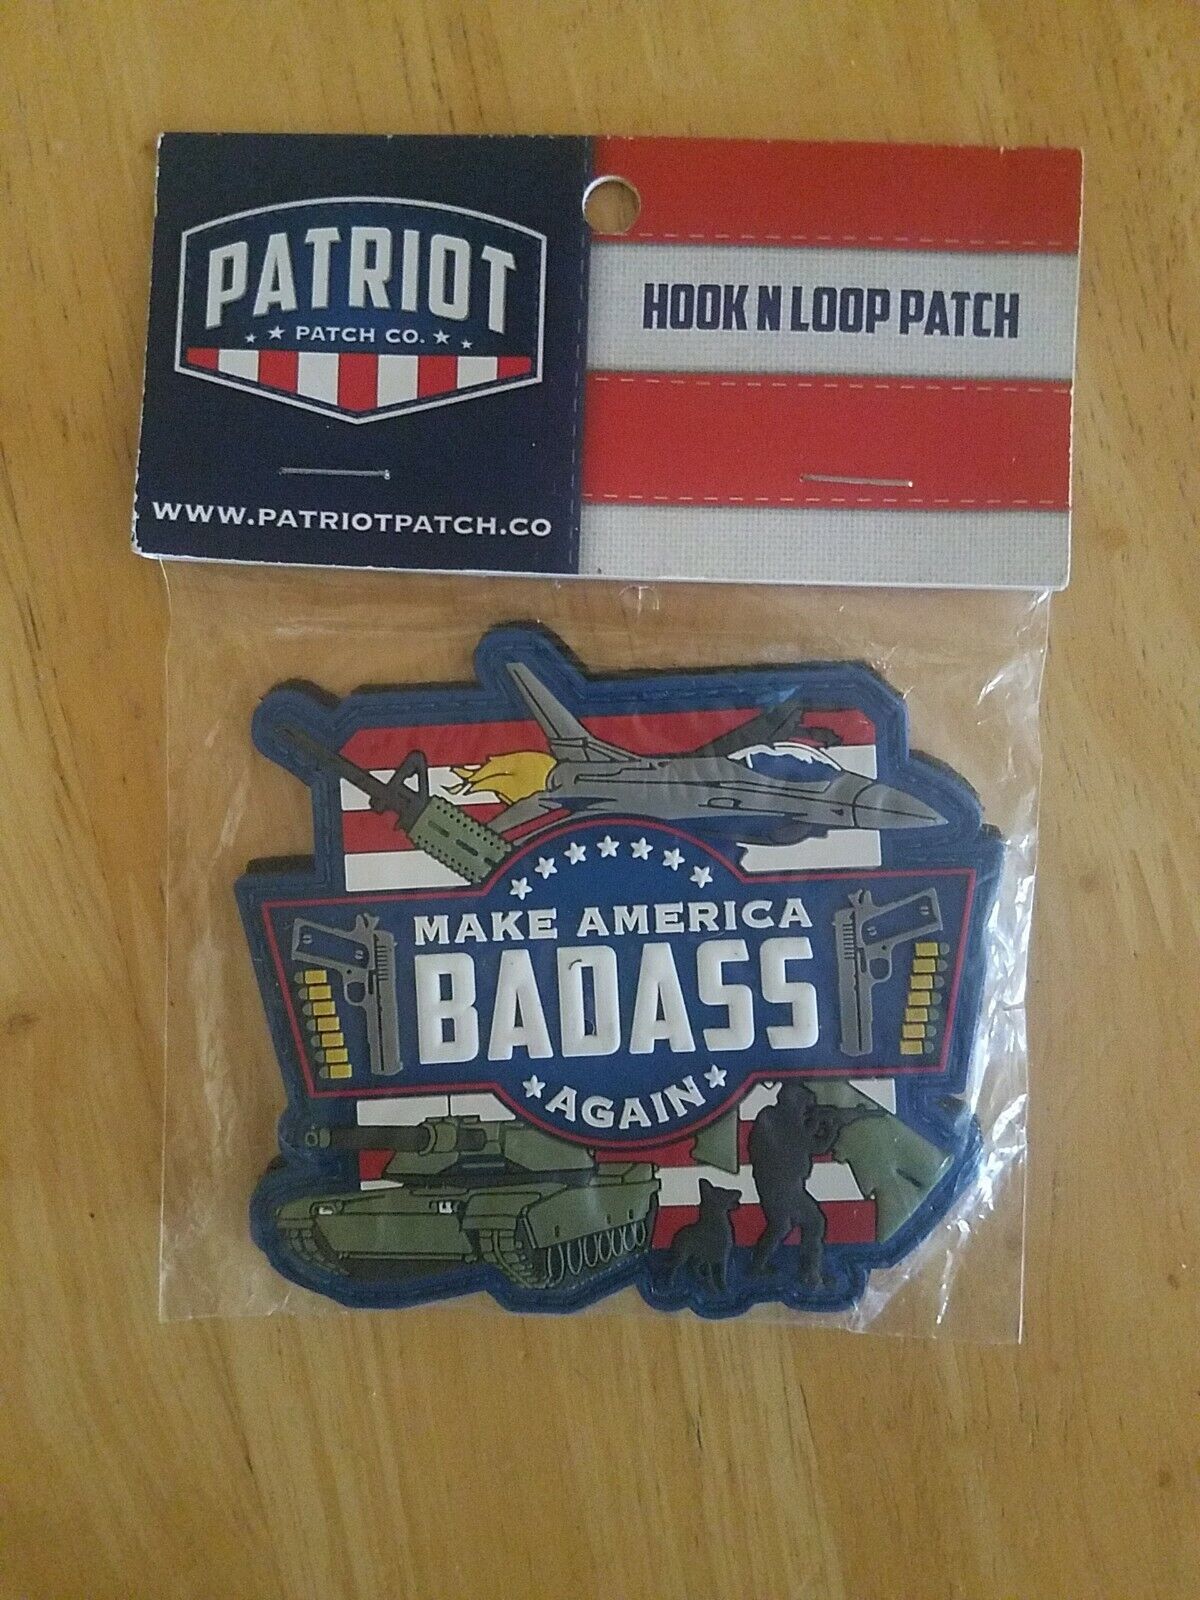 PATRIOT
PATCH CO.
HOOK N LOOP PATCH
WWW.PATRIOTPATCH.CO
MAKE AMERICA
BADASS
AGAIN